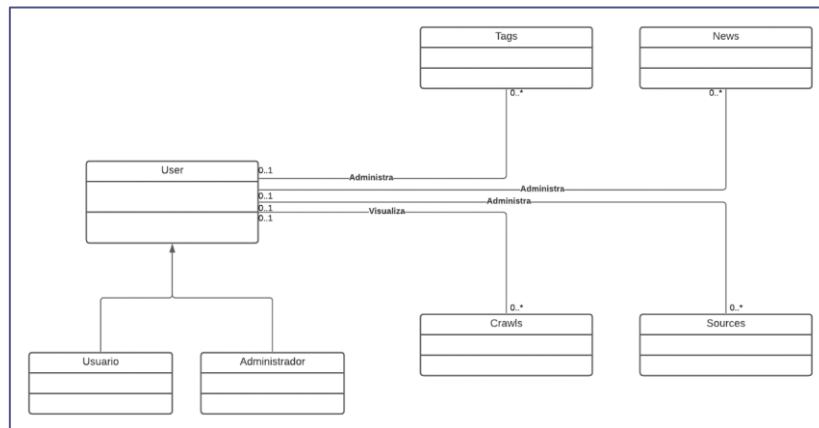 Tags
News
0..*
0..*
User
0..1
Administra
Administra
0..1
Administra
0..1
Visualiza
0..1
0..*
0..*
Crawls
Sources
Usuario
Administrador